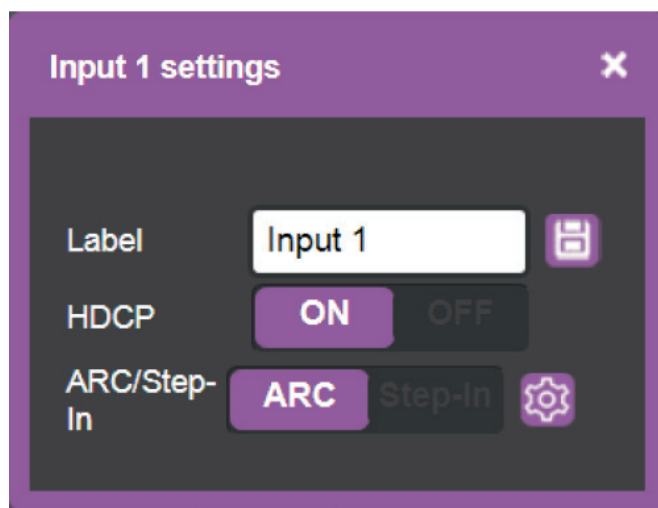 Input 1 settings
Label Input 1
HDCP ON OFF
ARC/Step-
In ARC Step-In